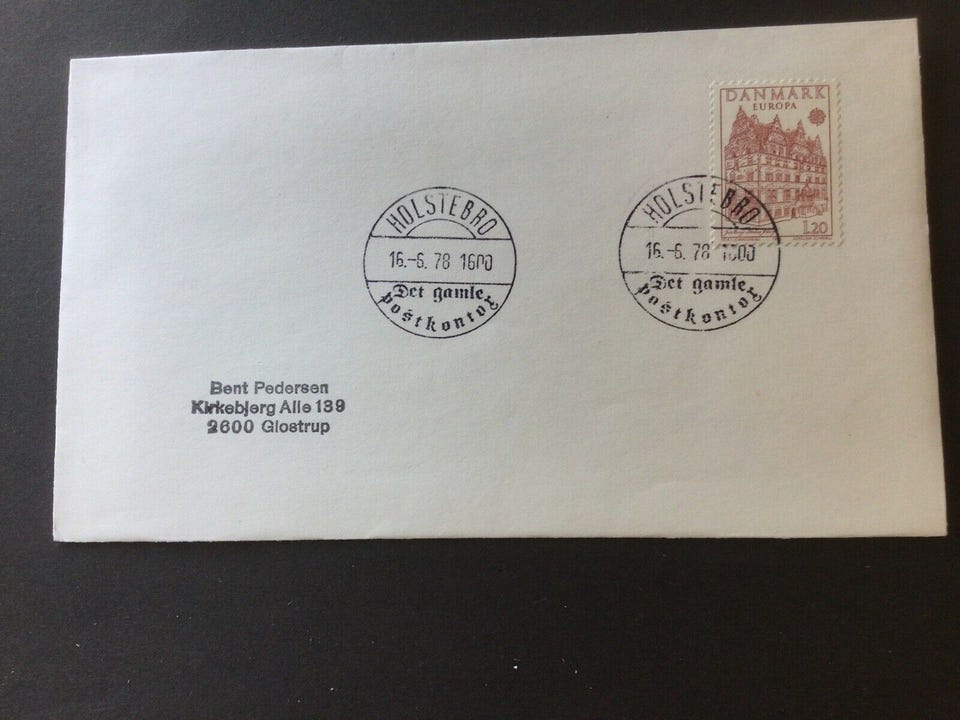 DANMARK
EUROPA
1.20
HOLSTEBRO
16.-6. 78 1600
Det gamle
postkontor
HOLSTEBRO
16.-6. 78 1600
Det gamle
postkontor
Bent Pedersen
Kirkebjerg Alle 139
2600 Glostrup